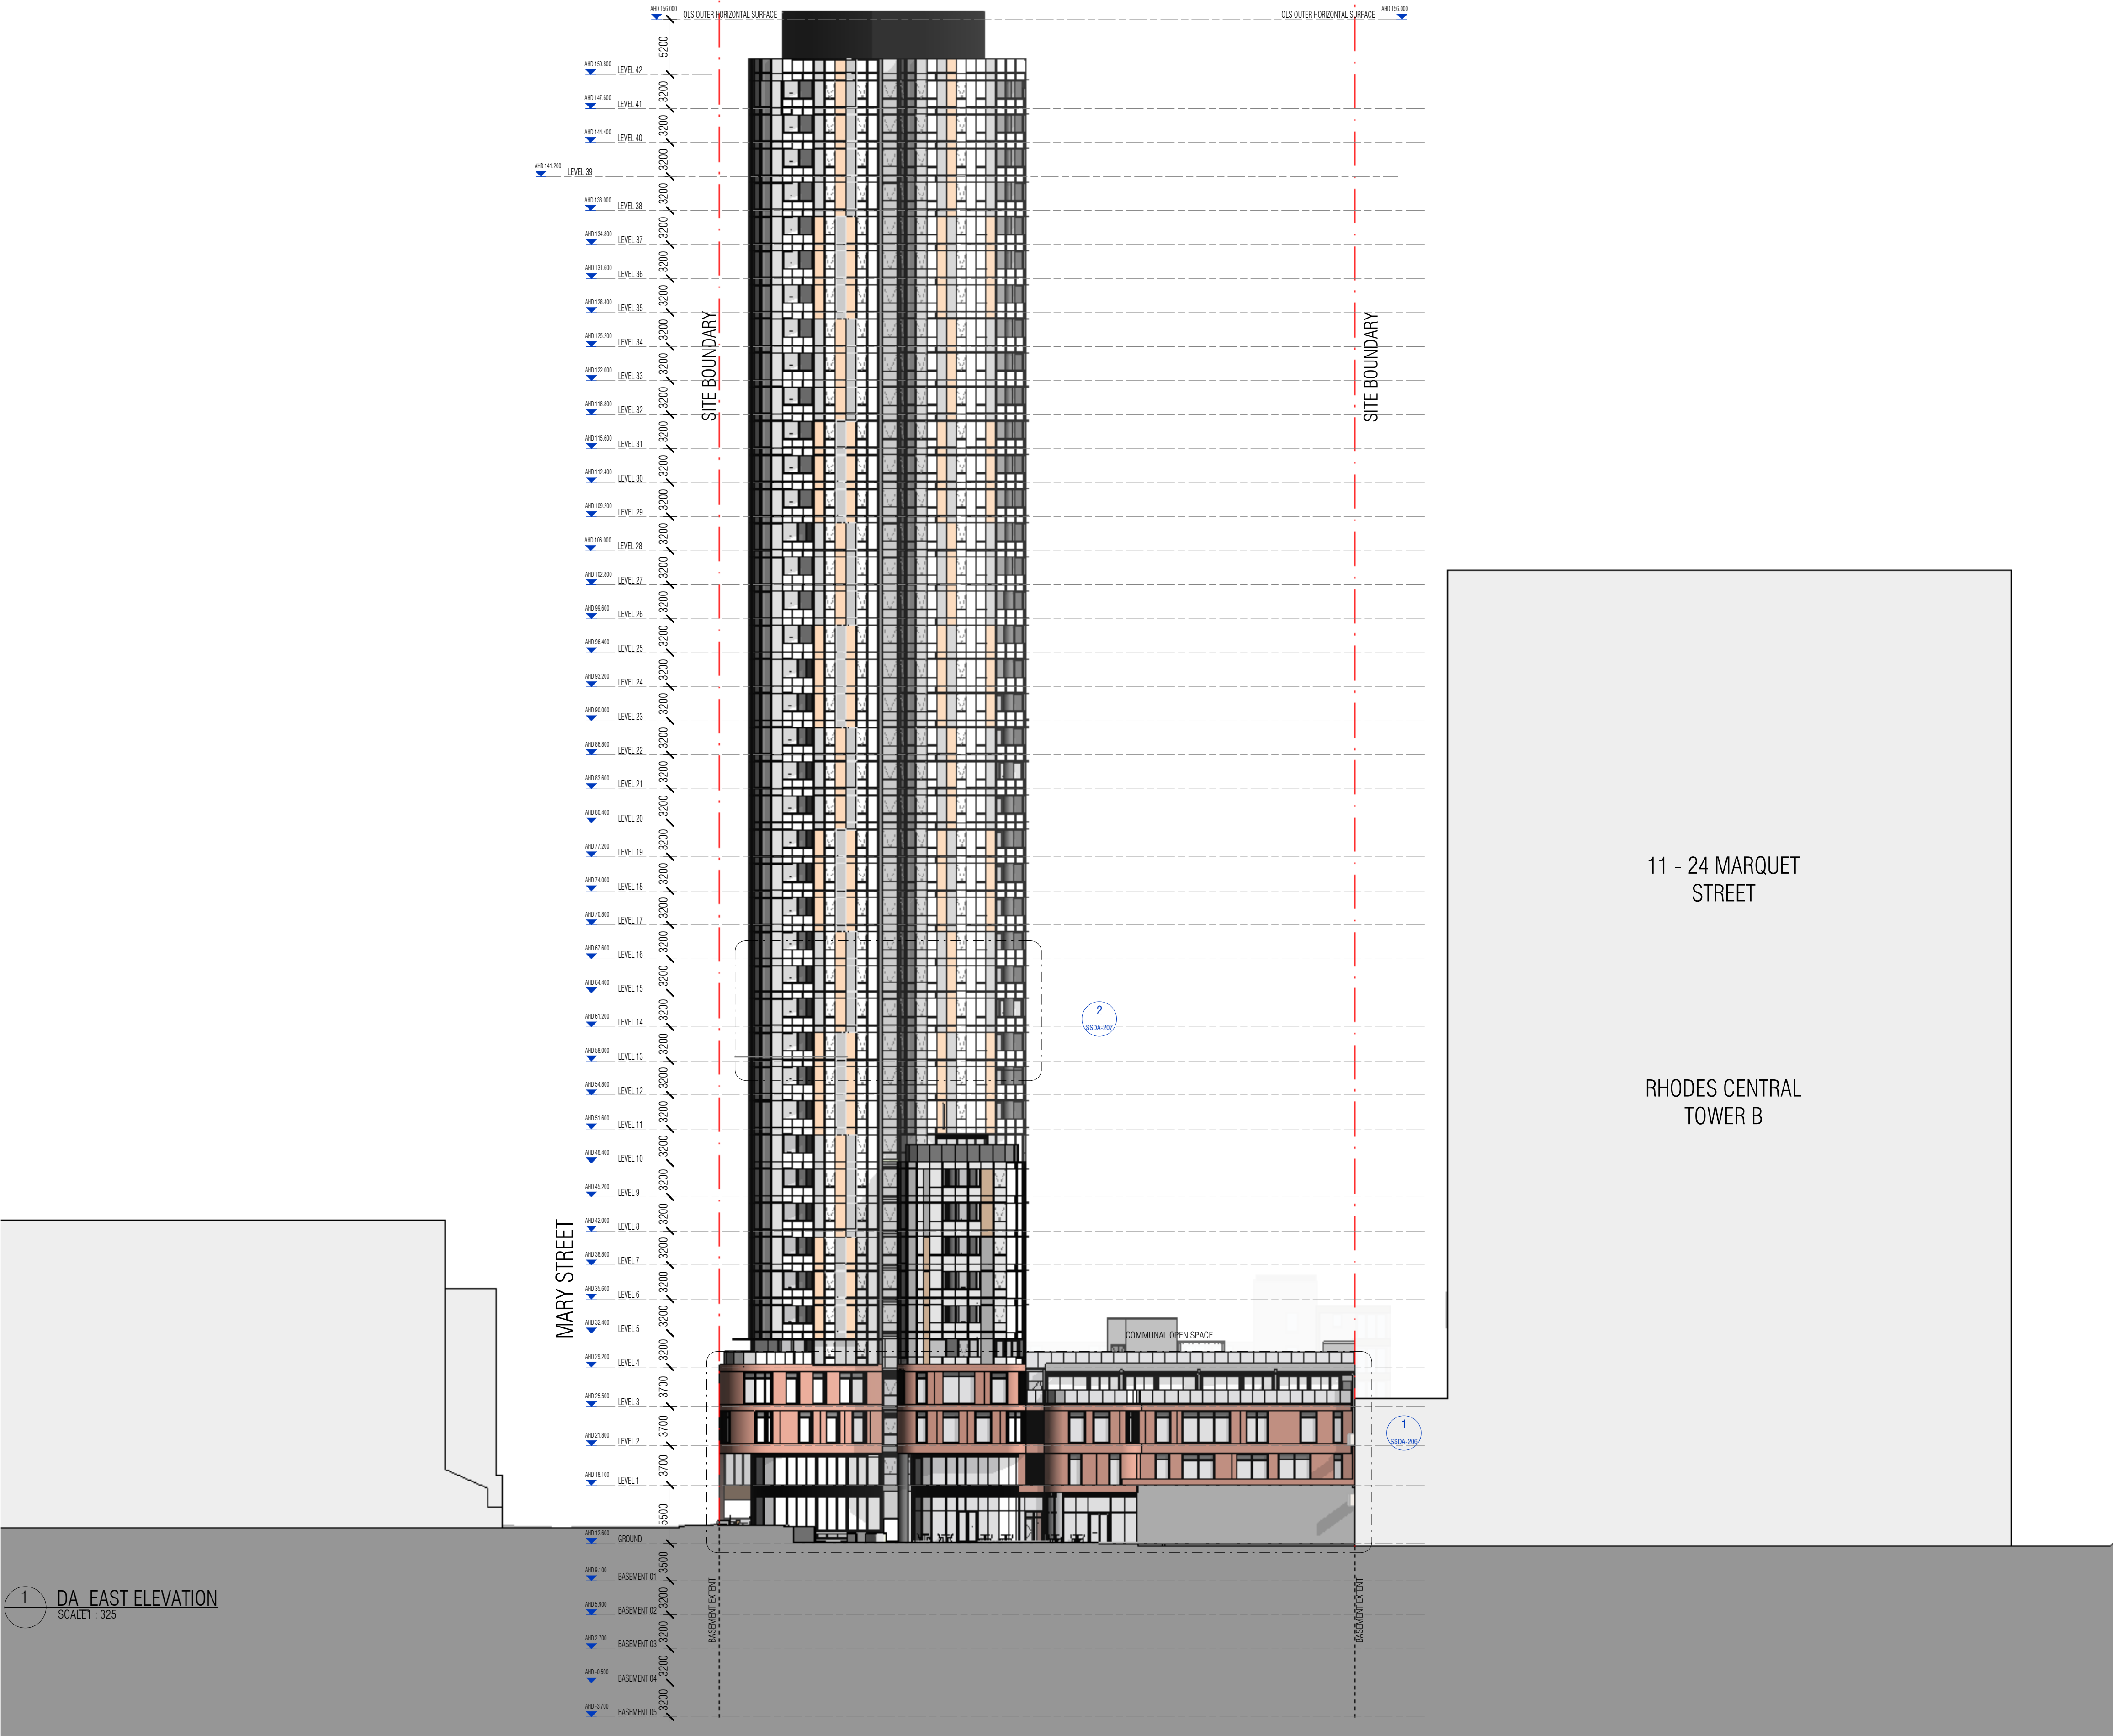 AHD 156.000
OLS OUTER HORIZONTAL SURFACE
OLS OUTER HORIZONTAL SURFACE
AHD 156.000
5200
AHD 150.800
LEVEL 42
3200
AHD 147.600
LEVEL 41
3200
AHD 144.400
LEVEL 40
3200
AHD 141.200
LEVEL 39
3200
AHD 138.000
LEVEL 38
3200
AHD 134.800
LEVEL 37
3200
AHD 131.600
LEVEL 36
3200
AHD 128.400
LEVEL 35
3200
AHD 125.200
LEVEL 34
3200
AHD 122.000
LEVEL 33
3200
AHD 118.800
LEVEL 32
3200
AHD 115.600
LEVEL 31
3200
AHD 112.400
LEVEL 30
3200
AHD 109.200
LEVEL 29
3200
AHD 106.000
LEVEL 28
3200
AHD 102.800
LEVEL 27
3200
AHD 99.600
LEVEL 26
3200
AHD 96.400
LEVEL 25
3200
AHD 93.200
LEVEL 24
3200
AHD 90.000
LEVEL 23
3200
AHD 86.800
LEVEL 22
3200
AHD 83.600
LEVEL 21
3200
AHD 80.400
LEVEL 20
3200
AHD 77.200
LEVEL 19
3200
AHD 74.000
LEVEL 18
3200
AHD 70.800
LEVEL 17
3200
AHD 67.600
LEVEL 16
3200
AHD 64.400
LEVEL 15
3200
AHD 61.200
LEVEL 14
3200
AHD 58.000
LEVEL 13
3200
AHD 54.800
LEVEL 12
3200
AHD 51.600
LEVEL 11
3200
AHD 48.400
LEVEL 10
3200
AHD 45.200
LEVEL 9
3200
AHD 42.000
LEVEL 8
3200
AHD 38.800
LEVEL 7
3200
AHD 35.600
LEVEL 6
3200
AHD 32.400
LEVEL 5
3200
AHD 29.200
LEVEL 4
3700
AHD 25.500
LEVEL 3
3700
AHD 21.800
LEVEL 2
3700
AHD 18.100
LEVEL 1
5500
AHD 12.600
GROUND
3500
AHD 9.100
BASEMENT 01
3200
AHD 5.900
BASEMENT 02
3200
AHD 2.700
BASEMENT 03
3200
AHD -0.500
BASEMENT 04
3200
AHD -3.700
BASEMENT 05
SITE BOUNDARY
SITE BOUNDARY
MARY STREET
2
SSDA-207
11 - 24 MARQUET
STREET
RHODES CENTRAL
TOWER B
COMMUNAL OPEN SPACE
1
SSDA-206
BASEMENT EXTENT
BASEMENT EXTENT
1
DA_EAST ELEVATION
SCALE1 : 325